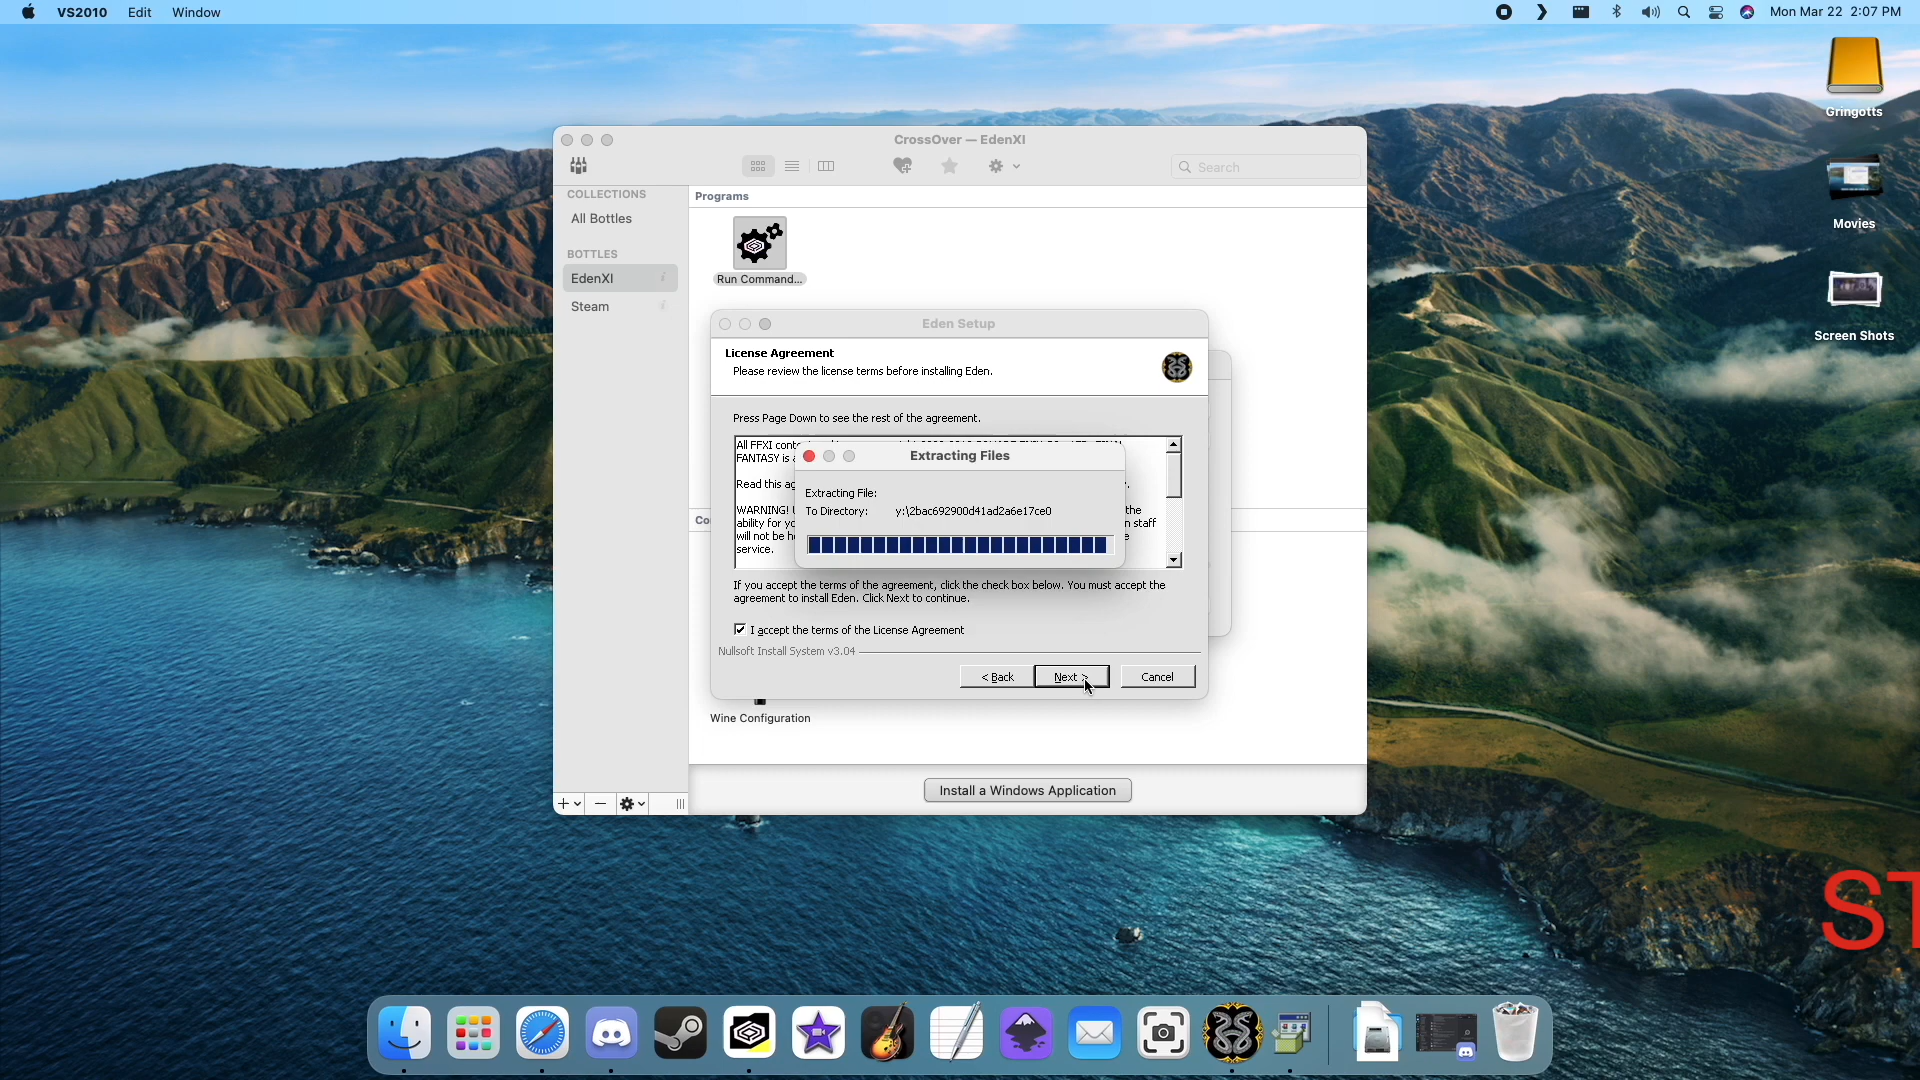 VS2010 Edit Window
Mon Mar 22 2:07 PM
Gringotts
Movies
Screen Shots
CrossOver — EdenXI
Search
COLLECTIONS
All Bottles
BOTTLES
EdenXI
Steam
Programs
Run Command...
Eden Setup
License Agreement
Please review the license terms before installing Eden.
Press Page Down to see the rest of the agreement.
All FFXI
FANTASY is
Read this
WARNING!
the
ability for
staff
will not be
service.
Extracting Files
Extracting File:
To Directory: y:\2bac692900d41ad2a6e17ce0
If you accept the terms of the agreement, click the check box below. You must accept the
agreement to install Eden. Click Next to continue.
I accept the terms of the License Agreement
Nullsoft Install System v3.04
< Back Next > Cancel
Wine Configuration
Install a Windows Application
ST